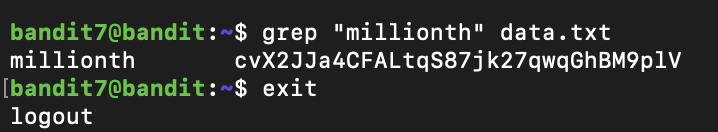 bandit7@bandit:~$ grep "millionth" data.txt
millionth cvX2JJa4CFALtqS87jk27qwqGhBM9plV
[bandit7@bandit:~$ exit
logout